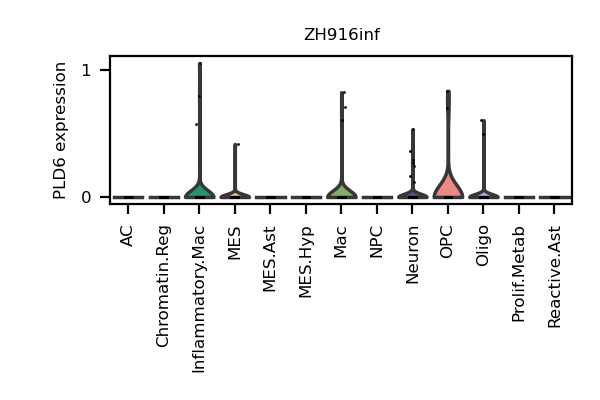 ZH916inf
PLD6 expression
1
0
AC
Chromatin.Reg
Inflammatory.Mac
MES
MES.Ast
MES.Hyp
Mac
NPC
Neuron
OPC
Oligo
Prolif.Metab
Reactive.Ast